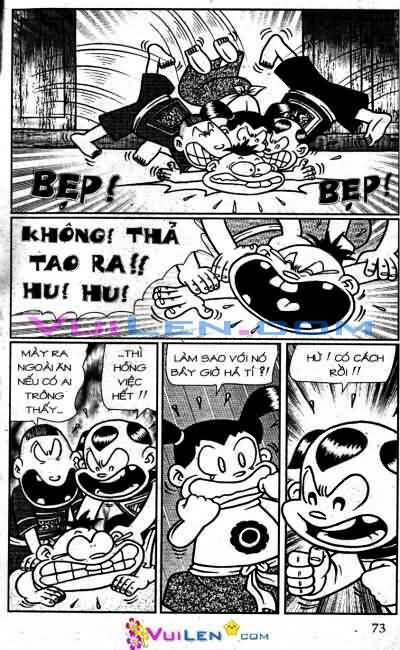 BẸP!
BẸP!
KHÔNG! THẢ
TAO RA!!
HU! HU!
VUILEN.COM
MÀY RA
NGOÀI ĂN
NẾU CÓ AI
TRÔNG
THẤY...
...THÌ
HỎNG
VIỆC
HẾT!!
LÀM SAO VỚI NÓ
BÂY GIỜ HẢ TÍ ?!
HỪ! CÓ CÁCH
RỒI!!
73
VUILEN.COM